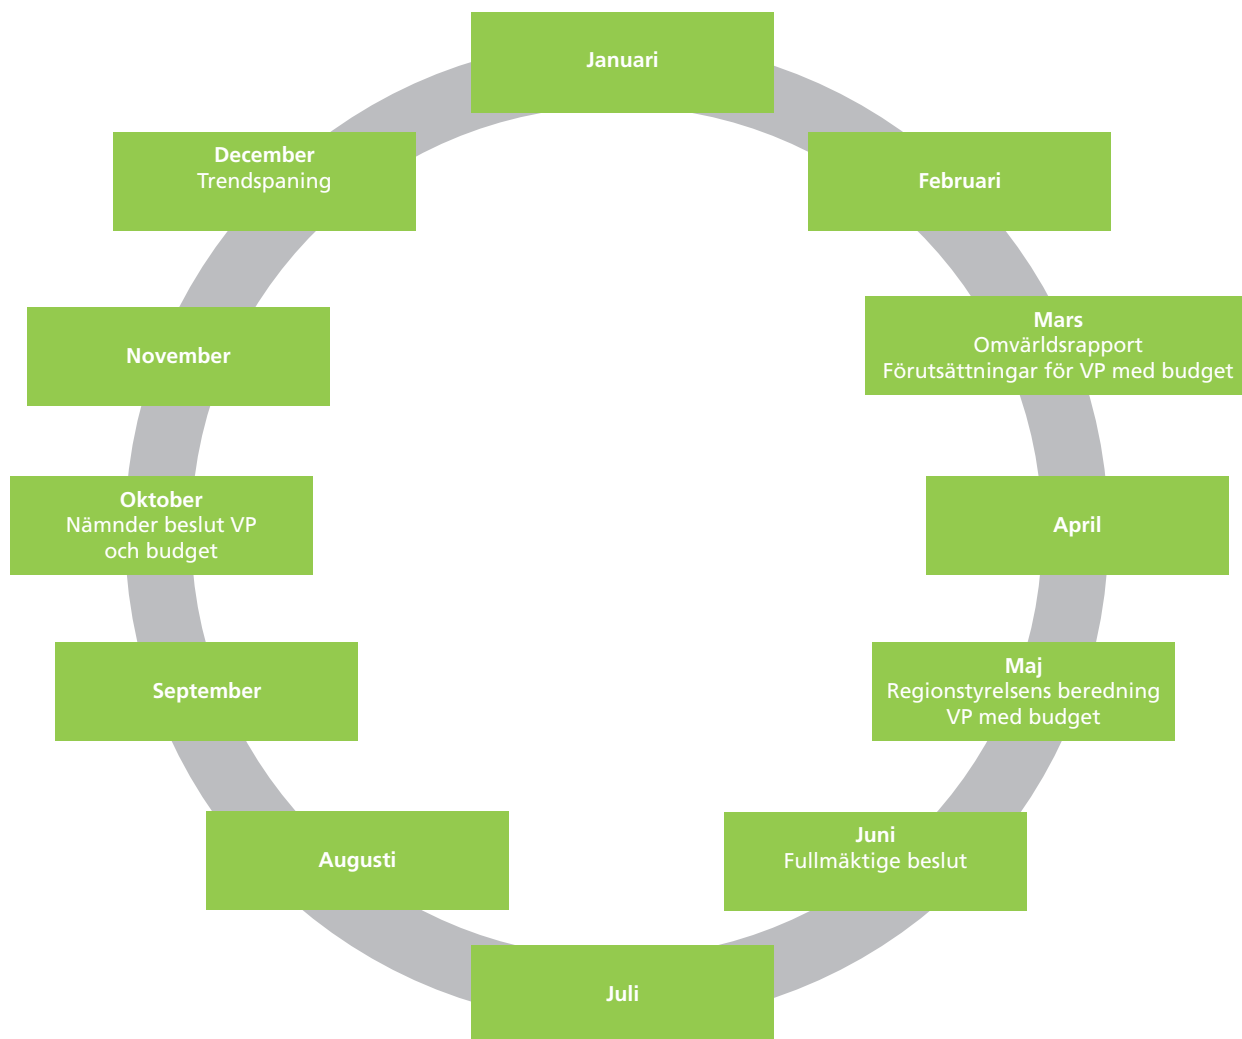 Januari
Februari
Mars
Omvärldsrapport
Förutsättningar för VP med budget
April
Maj
Regionstyrelsens beredning
VP med budget
Juni
Fullmäktige beslut
Juli
Augusti
September
Oktober
Nämnder beslut VP
och budget
November
December
Trendspaning